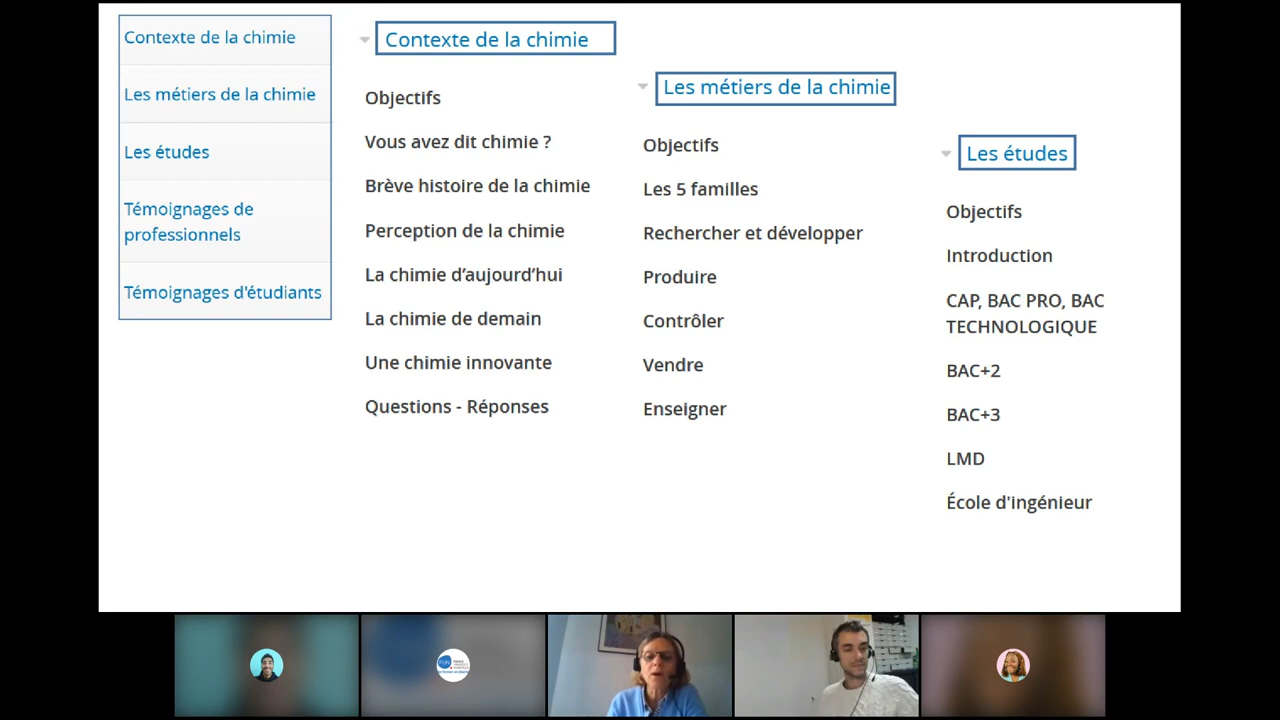 Contexte de la chimie
Les métiers de la chimie
Les études
Témoignages de
professionnels
Témoignages d'étudiants
Contexte de la chimie
Objectifs
Vous avez dit chimie ?
Brève histoire de la chimie
Perception de la chimie
La chimie d’aujourd’hui
La chimie de demain
Une chimie innovante
Questions - Réponses
Les métiers de la chimie
Objectifs
Les 5 familles
Rechercher et développer
Produire
Contrôler
Vendre
Enseigner
Les études
Objectifs
Introduction
CAP, BAC PRO, BAC
TECHNOLOGIQUE
BAC+2
BAC+3
LMD
École d'ingénieur
FUN